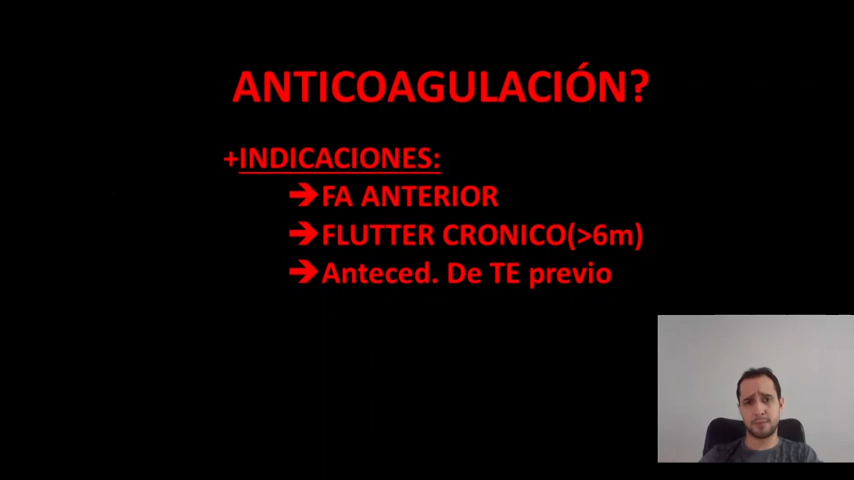 ANTICOAGULACIÓN?
+INDICACIONES:
➔FA ANTERIOR
➔FLUTTER CRONICO(>6m)
➔Anteced. De TE previo